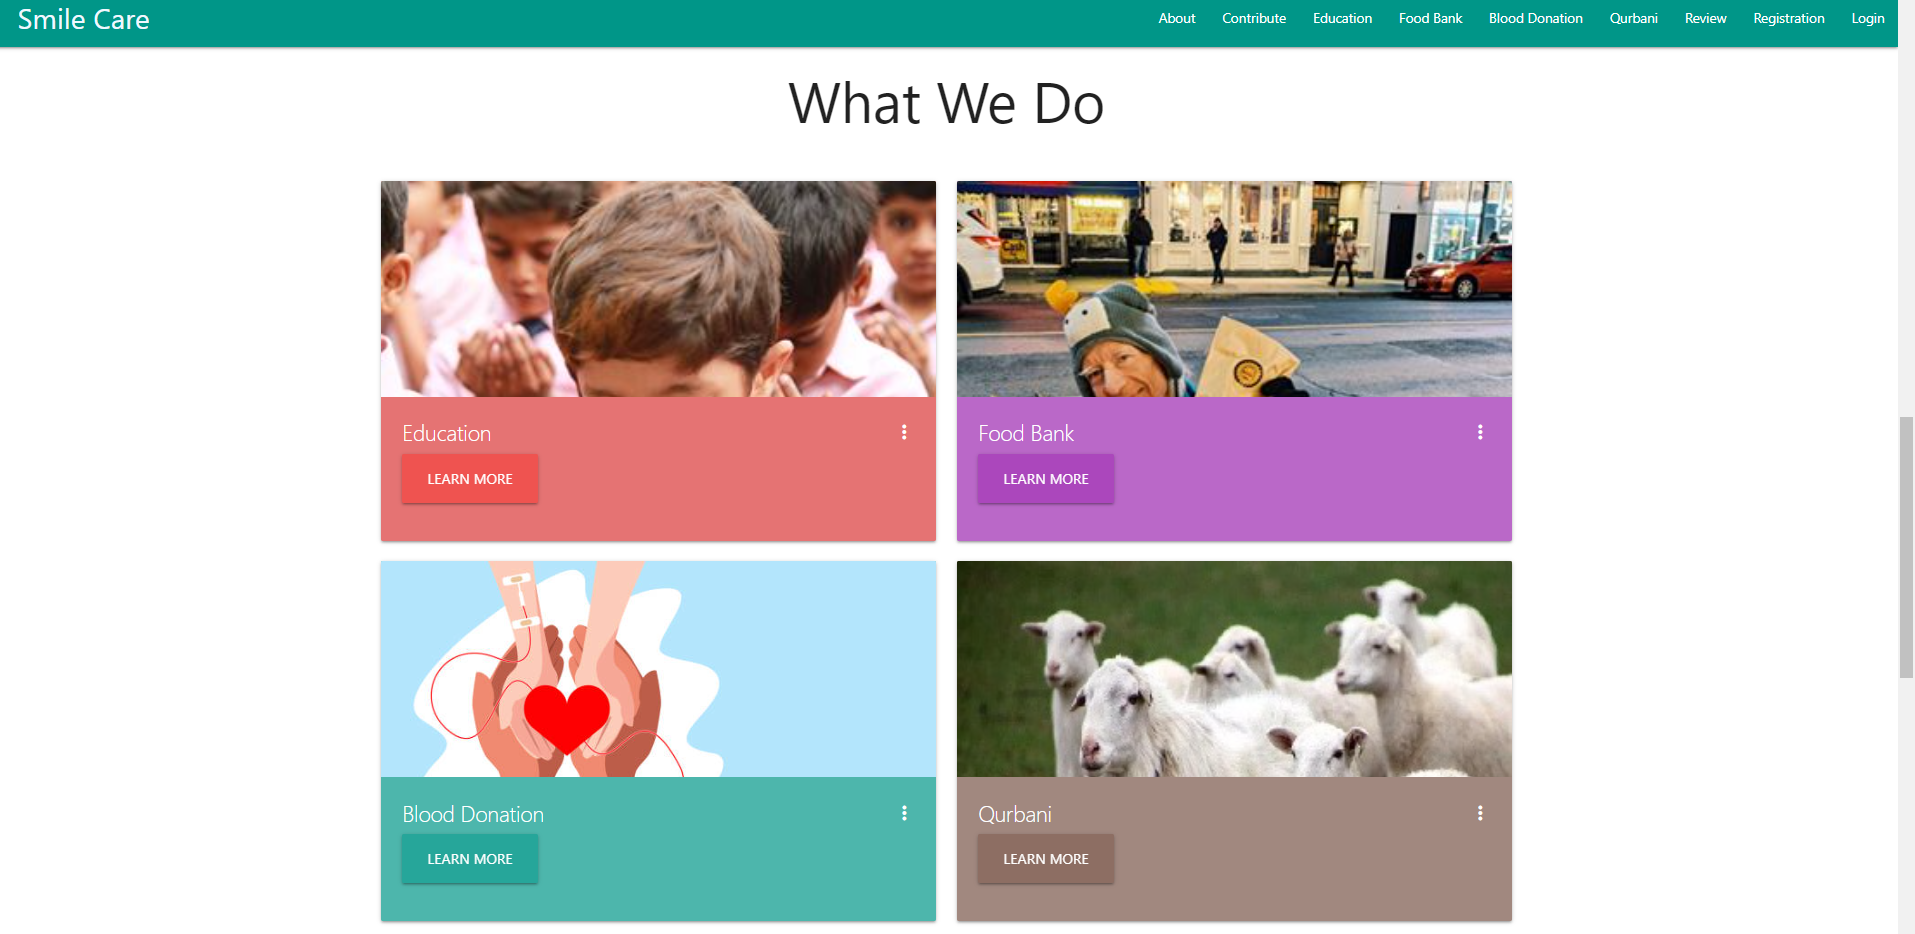 Smile Care
About Contribute Education Food Bank Blood Donation Qurbani Review Registration Login
What We Do
Cash
Education
LEARN MORE
Food Bank
LEARN MORE
Blood Donation
LEARN MORE
Qurbani
LEARN MORE